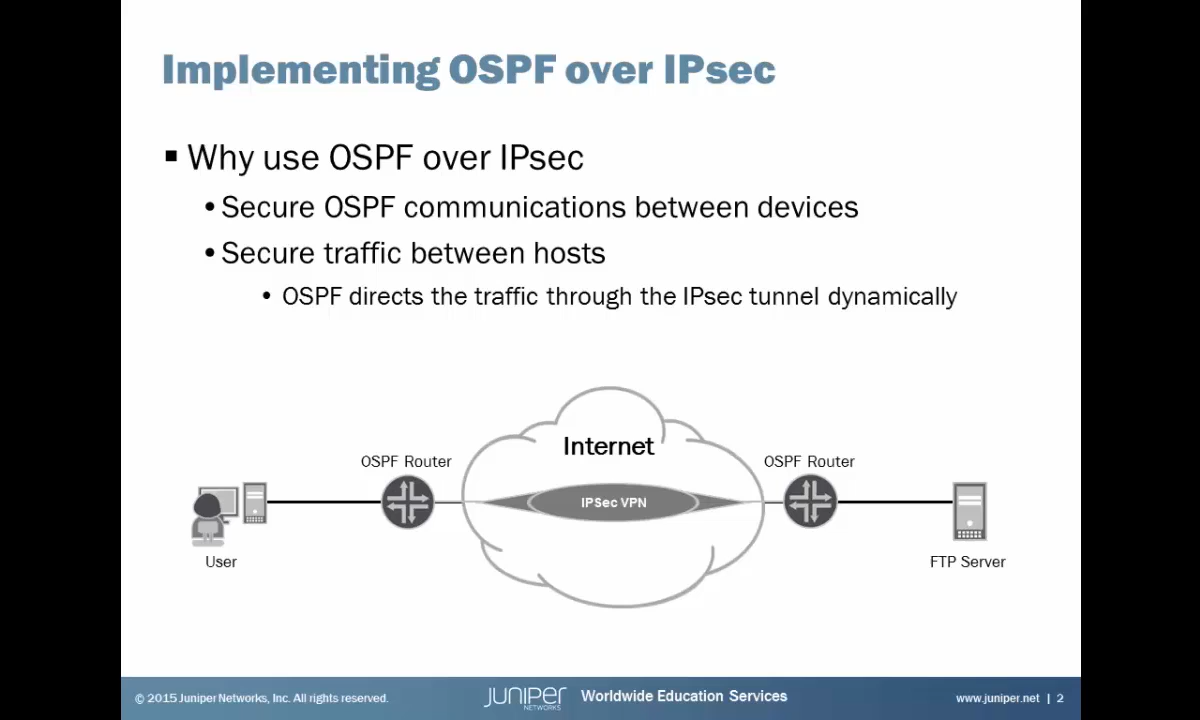 Implementing OSPF over IPsec
▪ Why use OSPF over IPsec
• Secure OSPF communications between devices
• Secure traffic between hosts
• OSPF directs the traffic through the IPsec tunnel dynamically
Internet
OSPF Router
OSPF Router
IPSec VPN
User
FTP Server
© 2015 Juniper Networks, Inc. All rights reserved.
JUNIPER
NETWORKS
Worldwide Education Services
www.juniper.net | 2